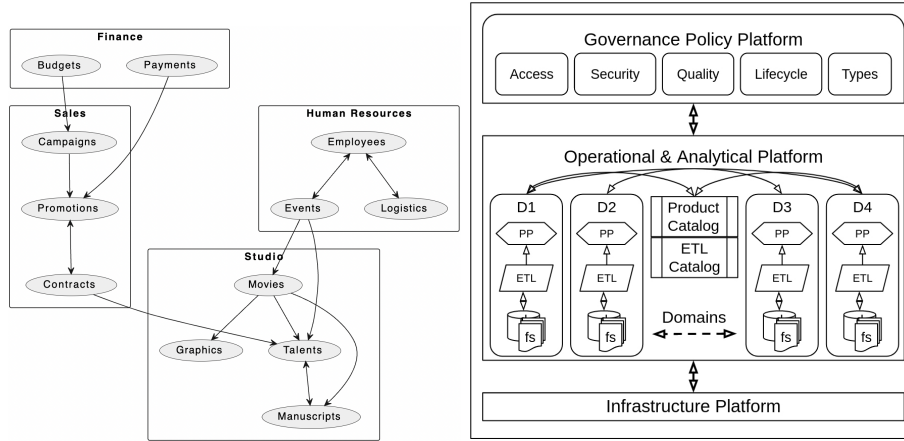 Finance
Budgets
Payments
Sales
Campaigns
Promotions
Contracts
Human Resources
Employees
Events
Logistics
Studio
Movies
Graphics
Talents
Manuscripts
Governance Policy Platform
Access
Security
Quality
Lifecycle
Types
Operational & Analytical Platform
D1
D2
Product
Catalog
D3
D4
PP
PP
PP
PP
ETL
Catalog
ETL
ETL
ETL
ETL
Domains
fs
fs
fs
fs
Infrastructure Platform